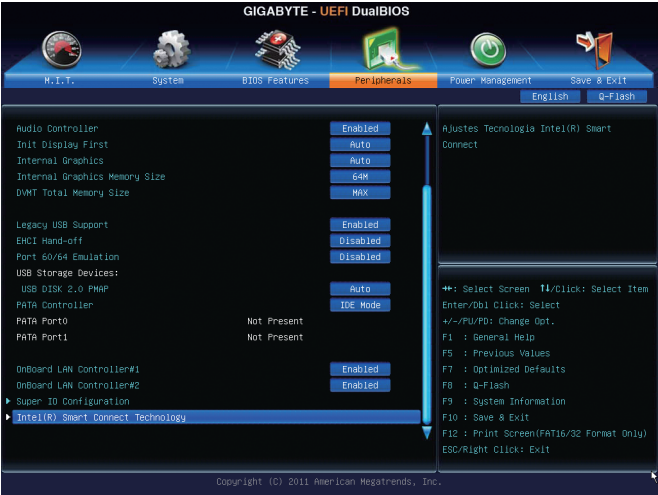 GIGABYTE - UEFI DualBIOS
M.I.T. System BIOS Features Peripherals Power Management Save & Exit
English Q-Flash
Audio Controller Enabled
Init Display First Auto
Internal Graphics Auto
Internal Graphics Memory Size 64M
DVMT Total Memory Size MAX
Legacy USB Support Enabled
EHCI Hand-off Disabled
Port 60/64 Emulation Disabled
USB Storage Devices:
USB DISK 2.0 PMAP Auto
PATA Controller IDE Mode
PATA Port0 Not Present
PATA Port1 Not Present
OnBoard LAN Controller#1 Enabled
OnBoard LAN Controller#2 Enabled
Super IO Configuration
Intel(R) Smart Connect Technology
Ajustes Tecnologia Intel(R) Smart
Connect
→←: Select Screen ↑↓/Click: Select Item
Enter/Dbl Click: Select
+/-/PU/PD: Change Opt.
F1 : General Help
F5 : Previous Values
F7 : Optimized Defaults
F8 : Q-Flash
F9 : System Information
F10 : Save & Exit
F12 : Print Screen(FAT16/32 Format Only)
ESC/Right Click: Exit
Copyright (C) 2011 American Megatrends, Inc.